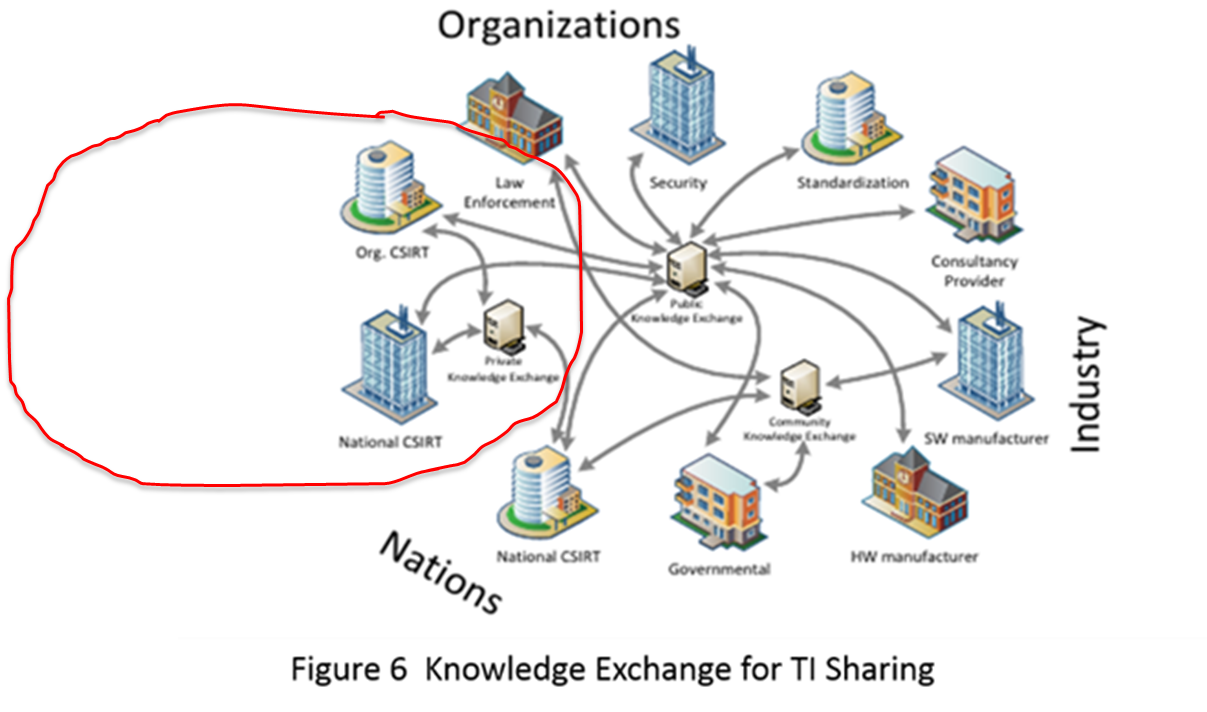 Organizations
Law
Enforcement
Security
Standardization
Org. CSIRT
Consultancy
Provider
Public
Knowledge Exchange
Private
Knowledge Exchange
Industry
National CSIRT
Community
Knowledge Exchange
SW manufacturer
Nations
National CSIRT
Governmental
HW manufacturer
Figure 6 Knowledge Exchange for TI Sharing